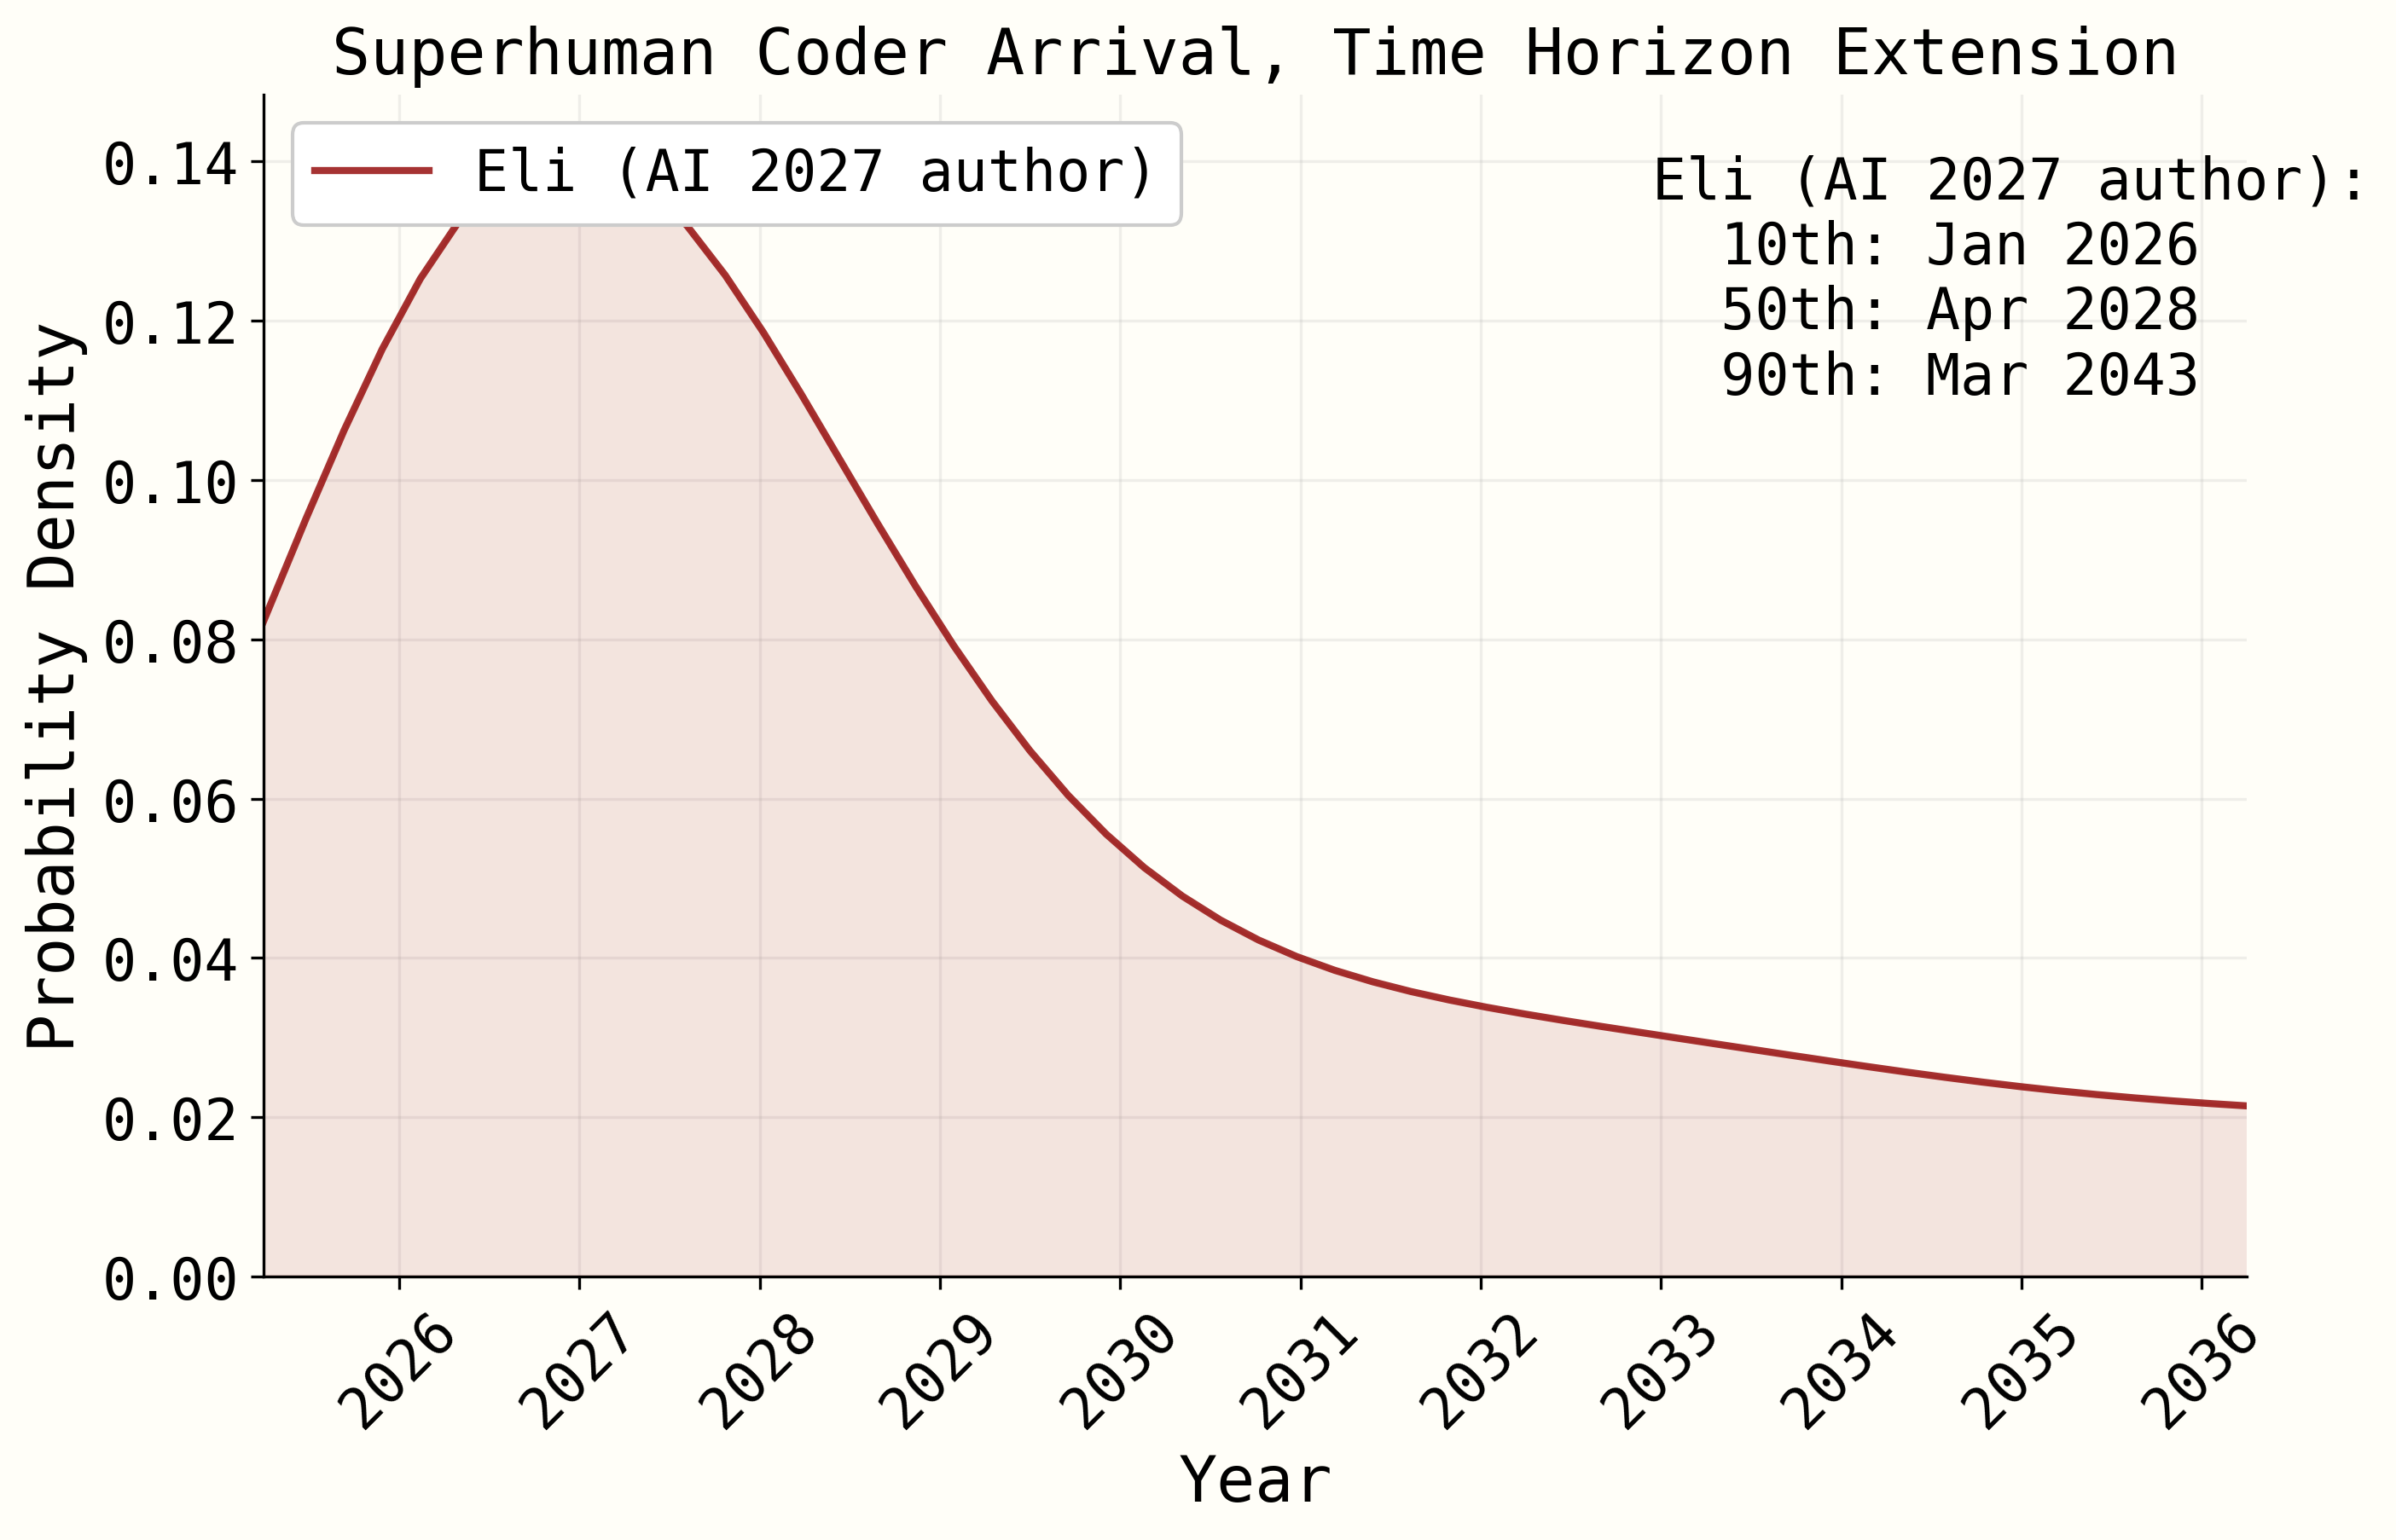 Superhuman Coder Arrival, Time Horizon Extension
Eli (AI 2027 author)
Eli (AI 2027 author):
10th: Jan 2026
50th: Apr 2028
90th: Mar 2043
Probability Density
0.14
0.12
0.10
0.08
0.06
0.04
0.02
0.00
2026
2027
2028
2029
2030
2031
2032
2033
2034
2035
2036
Year